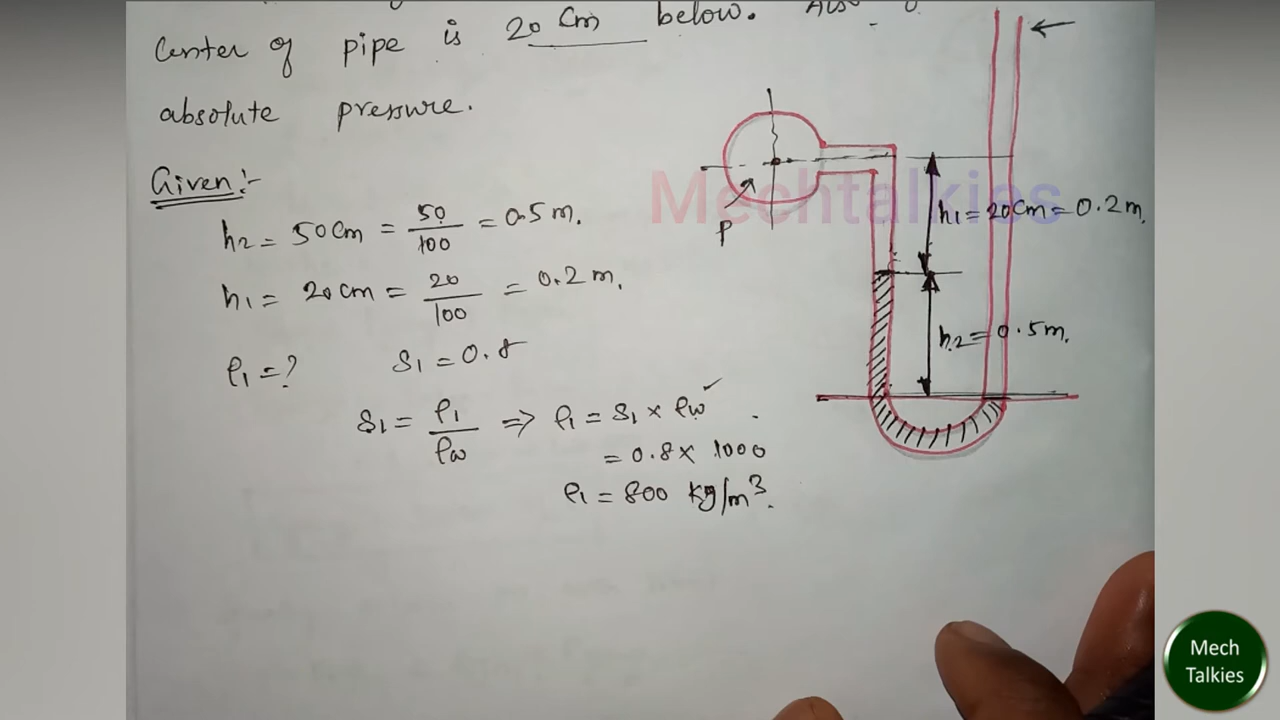 Center of pipe is 20 Cm below. Also
absolute pressure.
Given:-
h2 = 50cm = 50/100 = 0.5 m.
h1 = 20cm = 20/100 = 0.2 m.
ρ1 = ? S1 = 0.8
S1 = ρ1/ρw => ρ1 = S1 × ρw ✓ .
= 0.8 × 1000
ρ1 = 800 kg/m³.
P
h1 = 20cm = 0.2 m.
h2 = 0.5 m.
Mechtalkies
Mech
Talkies